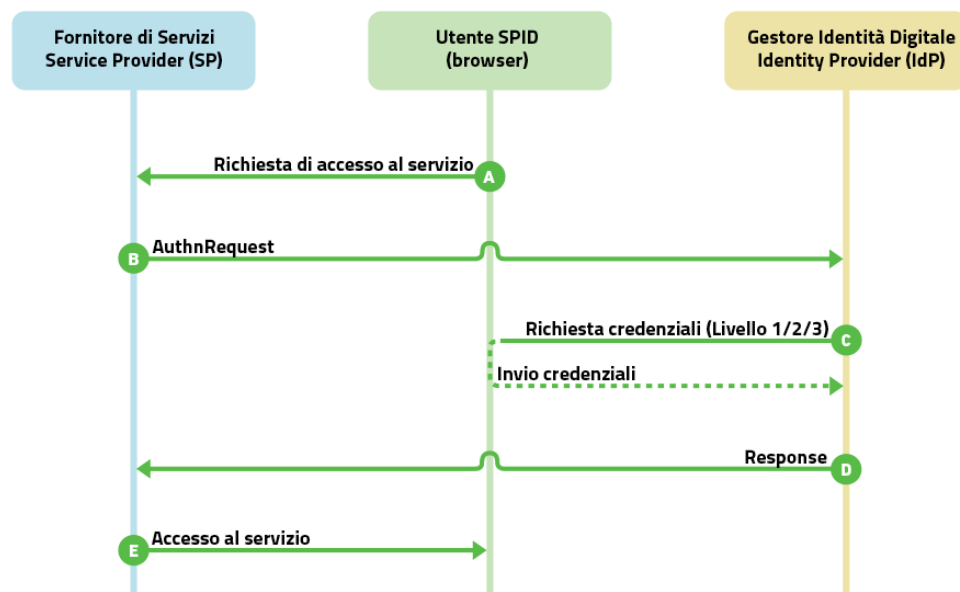 Fornitore di Servizi
Service Provider (SP)
Utente SPID
(browser)
Gestore Identità Digitale
Identity Provider (IdP)
Richiesta di accesso al servizio
A
AuthnRequest
B
Richiesta credenziali (Livello 1/2/3)
C
Invio credenziali
Response
D
Accesso al servizio
E